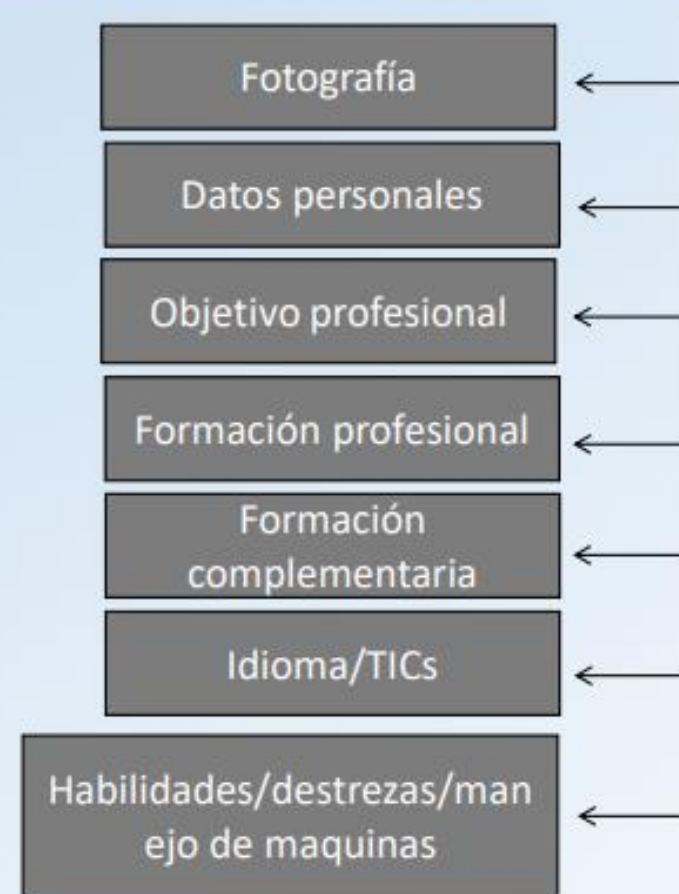 Fotografía
Datos personales
Objetivo profesional
Formación profesional
Formación
complementaria
Idioma/TICs
Habilidades/destrezas/man
ejo de maquinas